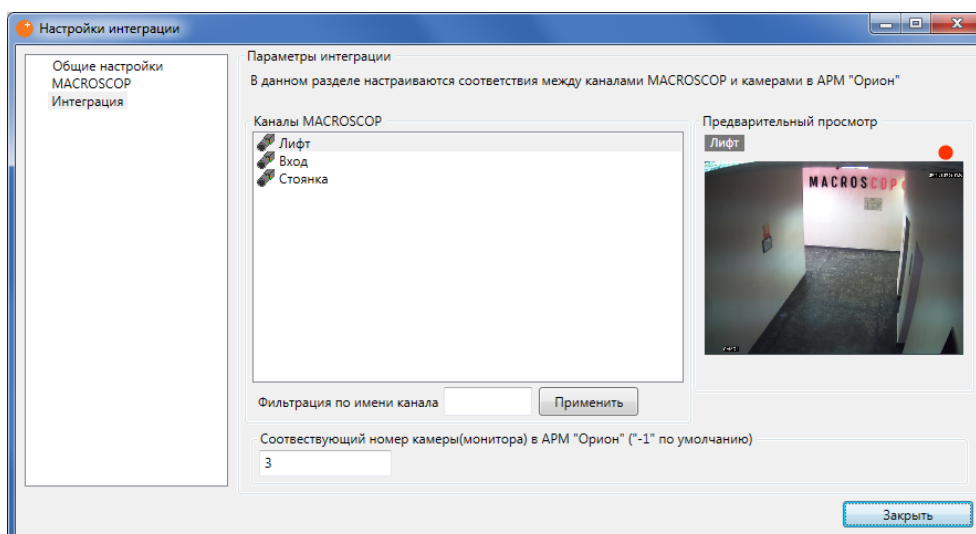 Настройки интеграции
Общие настройки
MACROSCOP
Интеграция
Параметры интеграции
В данном разделе настраиваются соответствия между каналами MACROSCOP и камерами в АРМ "Орион"
Каналы MACROSCOP
Лифт
Вход
Стоянка
Фильтрация по имени канала
Применить
Предварительный просмотр
Лифт
MACROSCOP
Соотвествующий номер камеры(монитора) в АРМ "Орион" ("-1" по умолчанию)
3
Закрыть